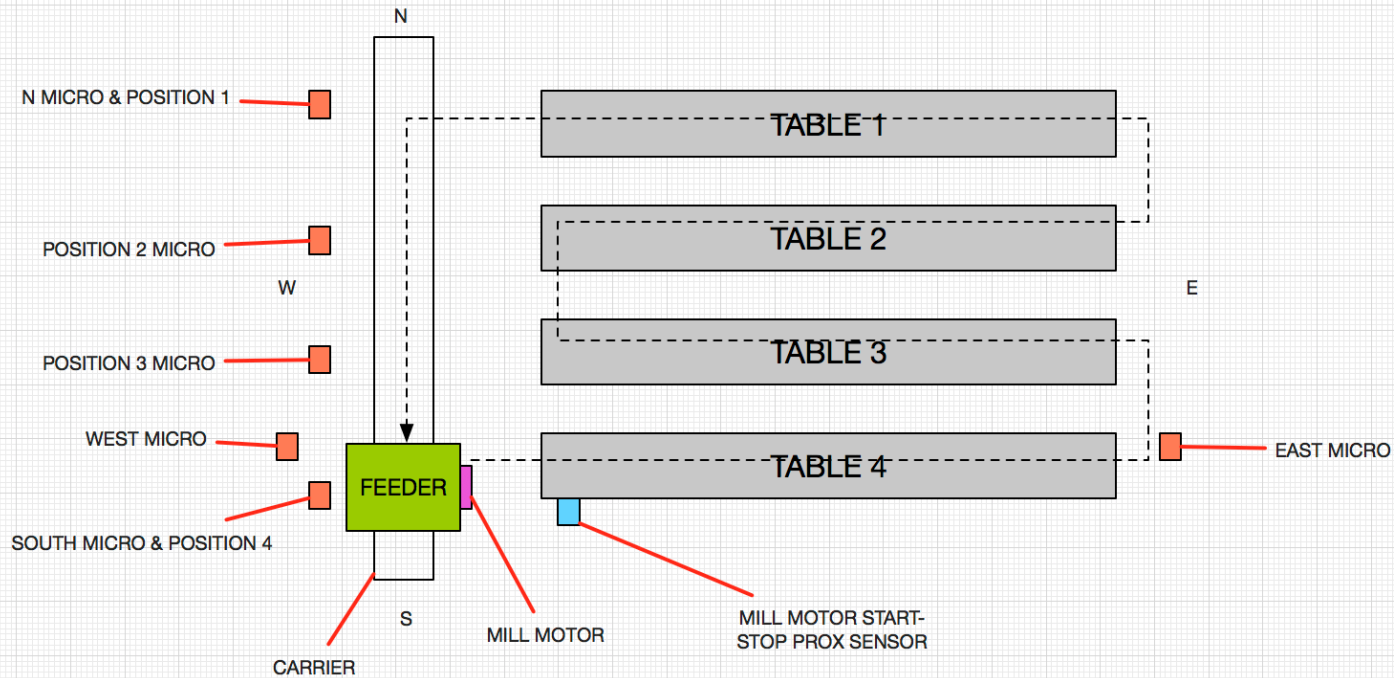 N
N MICRO & POSITION 1
TABLE 1
POSITION 2 MICRO
TABLE 2
W
E
POSITION 3 MICRO
TABLE 3
WEST MICRO
EAST MICRO
TABLE 4
FEEDER
SOUTH MICRO & POSITION 4
S
MILL MOTOR
MILL MOTOR START-
STOP PROX SENSOR
CARRIER